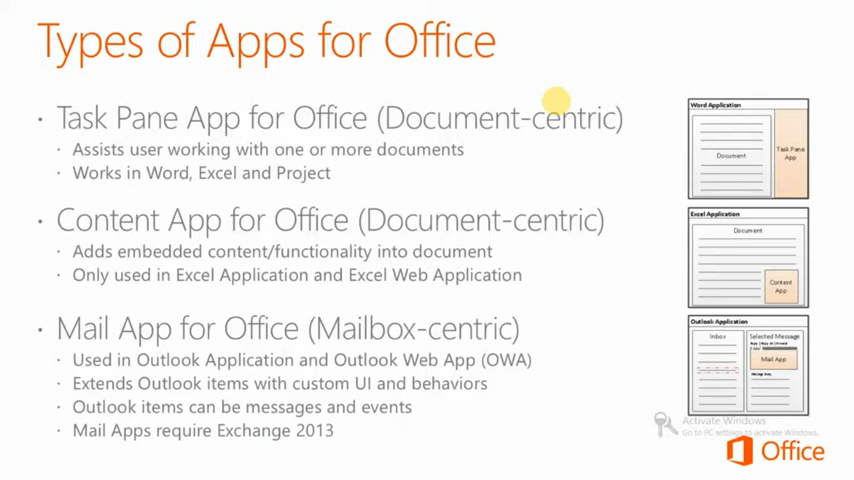 Types of Apps for Office
· Task Pane App for Office (Document-centric)
· Assists user working with one or more documents
· Works in Word, Excel and Project
· Content App for Office (Document-centric)
· Adds embedded content/functionality into document
· Only used in Excel Application and Excel Web Application
· Mail App for Office (Mailbox-centric)
· Used in Outlook Application and Outlook Web App (OWA)
· Extends Outlook items with custom UI and behaviors
· Outlook items can be messages and events
· Mail Apps require Exchange 2013
Word Application
Document
Task Pane
App
Excel Application
Document
Content
App
Outlook Application
Inbox
Selected Message
Mail App
Activate Windows
Go to PC settings to activate Windows.
Office